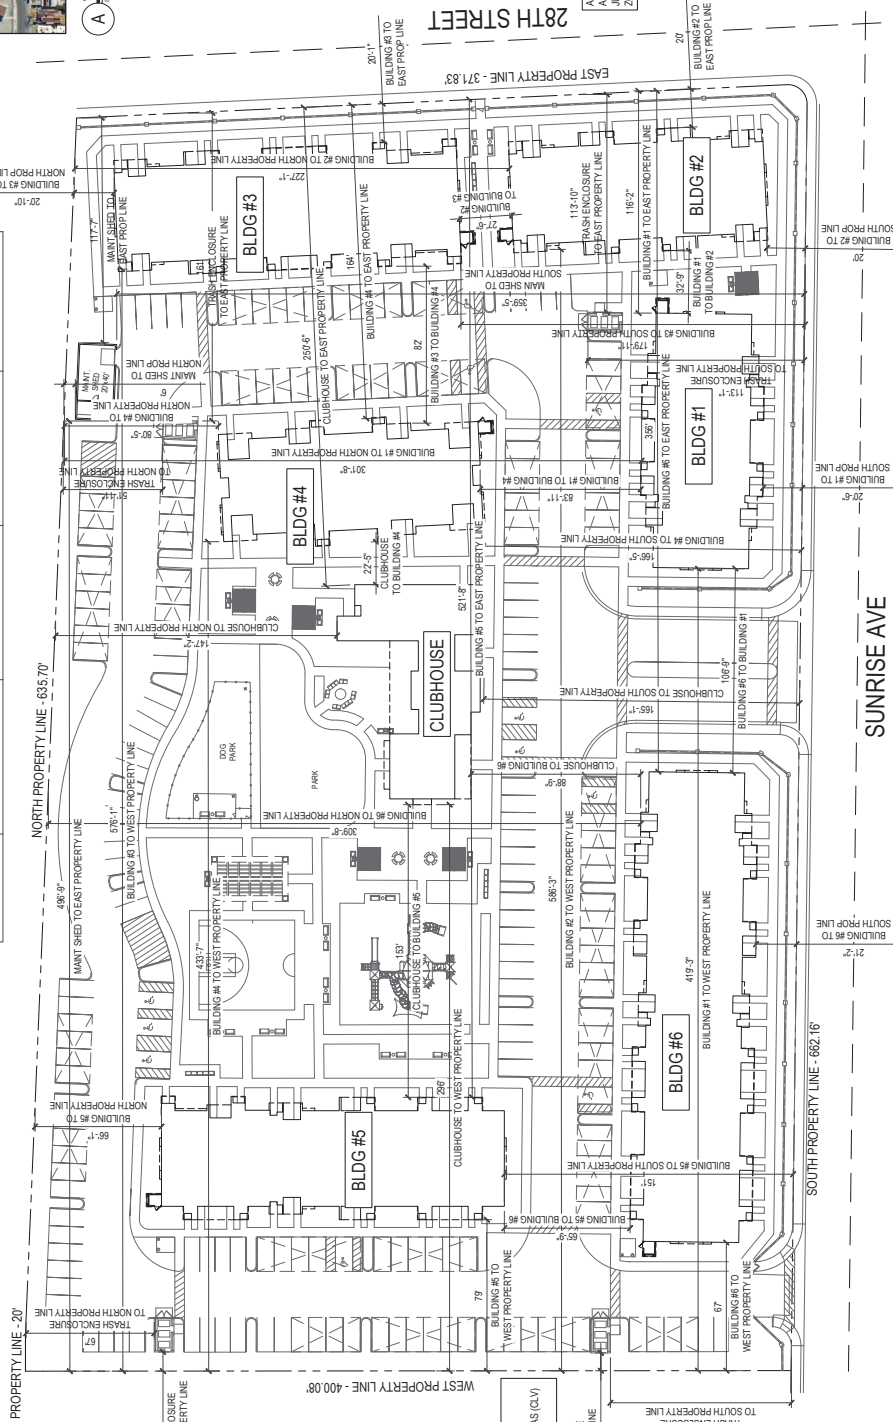 A
28TH STREET
20'-1"
BUILDING #3 TO
EAST PROP LINE
20'
BUILDING #2 TO
EAST PROP LINE
EAST PROPERTY LINE - 371.83'
NORTH PROP LINE
BUILDING #3 TO
20'-10"
117'-7"
MAINT SHED TO
EAST PROP LINE
BUILDING #2 TO NORTH PROPERTY LINE
227'-1"
BLDG #3
161'
TRASH ENCLOSURE
TO EAST PROPERTY LINE
250'-6"
CLUBHOUSE TO EAST PROPERTY LINE
164'
BUILDING #4 TO EAST PROPERTY LINE
82'
BUILDING #3 TO BUILDING #4
TO BUILDING #3
BUILDING #2
27'-6"
SOUTH PROPERTY LINE
MAIN SHED TO
359'-5"
113'-10"
TRASH ENCLOSURE
TO EAST PROPERTY LINE
116'-2"
BUILDING #1 TO EAST PROPERTY LINE
BLDG #2
32'-9"
BUILDING #1
TO BUILDING #2
SOUTH PROP LINE
BUILDING #2 TO
20'
BUILDING #3 TO SOUTH PROPERTY LINE
179'-11"
TO SOUTH PROPERTY LINE
TRASH ENCLOSURE
113'-1"
MAINT.
SHED
20'x40'
NORTH PROP LINE
MAINT SHED TO
6'
NORTH PROPERTY LINE
BUILDING #4 TO
80'-5"
TO NORTH PROPERTY LINE
TRASH ENCLOSURE
51'-11"
BUILDING #1 TO NORTH PROPERTY LINE
301'-8"
BLDG #4
356'
BUILDING #6 TO EAST PROPERTY LINE
BLDG #1
BUILDING #1 TO BUILDING #4
83'-11"
SOUTH PROP LINE
BUILDING #1 TO
20'-6"
BUILDING #4 TO SOUTH PROPERTY LINE
166'-5"
22'-5"
CLUBHOUSE
TO BUILDING #4
521'-8"
BUILDING #5 TO EAST PROPERTY LINE
CLUBHOUSE TO NORTH PROPERTY LINE
147'-2"
CLUBHOUSE
CLUBHOUSE TO SOUTH PROPERTY LINE
165'-1"
106'-9"
BUILDING #6 TO BUILDING #1
SUNRISE AVE
NORTH PROPERTY LINE - 635.70'
DOG
PARK
PARK
CLUBHOUSE TO BUILDING #6
88'-9"
BUILDING #6 TO NORTH PROPERTY LINE
309'-8"
576'-1"
BUILDING #3 TO WEST PROPERTY LINE
496'-9"
MAINT SHED TO EAST PROPERTY LINE
433'-7"
BUILDING #4 TO WEST PROPERTY LINE
153'
CLUBHOUSE TO BUILDING #5
586'-3"
BUILDING #2 TO WEST PROPERTY LINE
419'-3"
BUILDING #1 TO WEST PROPERTY LINE
SOUTH PROP LINE
BUILDING #6 TO
21'-2"
BLDG #6
SOUTH PROPERTY LINE - 662.16'
296'
CLUBHOUSE TO WEST PROPERTY LINE
NORTH PROPERTY LINE
BUILDING #5 TO
66'-1"
BLDG #5
BUILDING #5 TO SOUTH PROPERTY LINE
151'
BUILDING #5 TO BUILDING #6
65'-9"
79'
BUILDING #5 TO
WEST PROPERTY LINE
67'
BUILDING #6 TO
WEST PROPERTY LINE
PROPERTY LINE - 20'
TO NORTH PROPERTY LINE
TRASH ENCLOSURE
67'
WEST PROPERTY LINE - 400.08'
AS (CLV)
TO SOUTH PROPERTY LINE